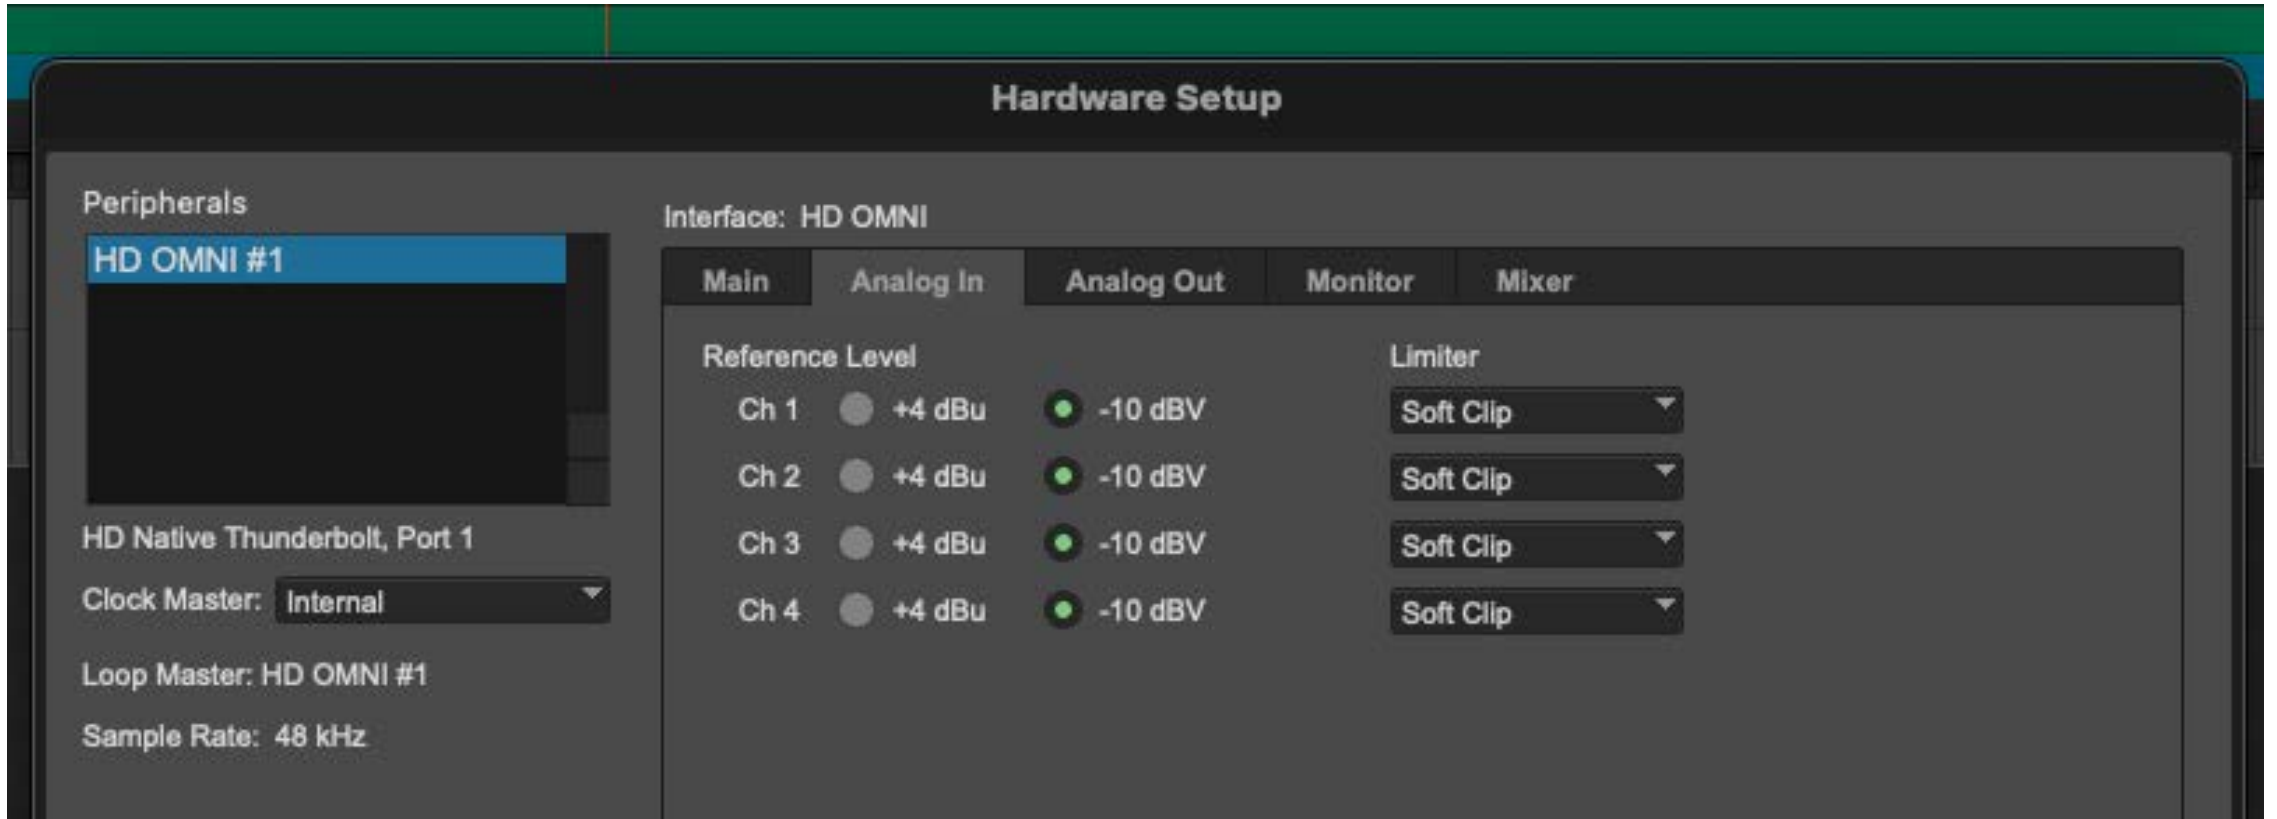 Hardware Setup
Peripherals
HD OMNI #1
HD Native Thunderbolt, Port 1
Clock Master: Internal
Loop Master: HD OMNI #1
Sample Rate: 48 kHz
Interface: HD OMNI
Main Analog In Analog Out Monitor Mixer
Reference Level Limiter
Ch 1 +4 dBu -10 dBV Soft Clip
Ch 2 +4 dBu -10 dBV Soft Clip
Ch 3 +4 dBu -10 dBV Soft Clip
Ch 4 +4 dBu -10 dBV Soft Clip